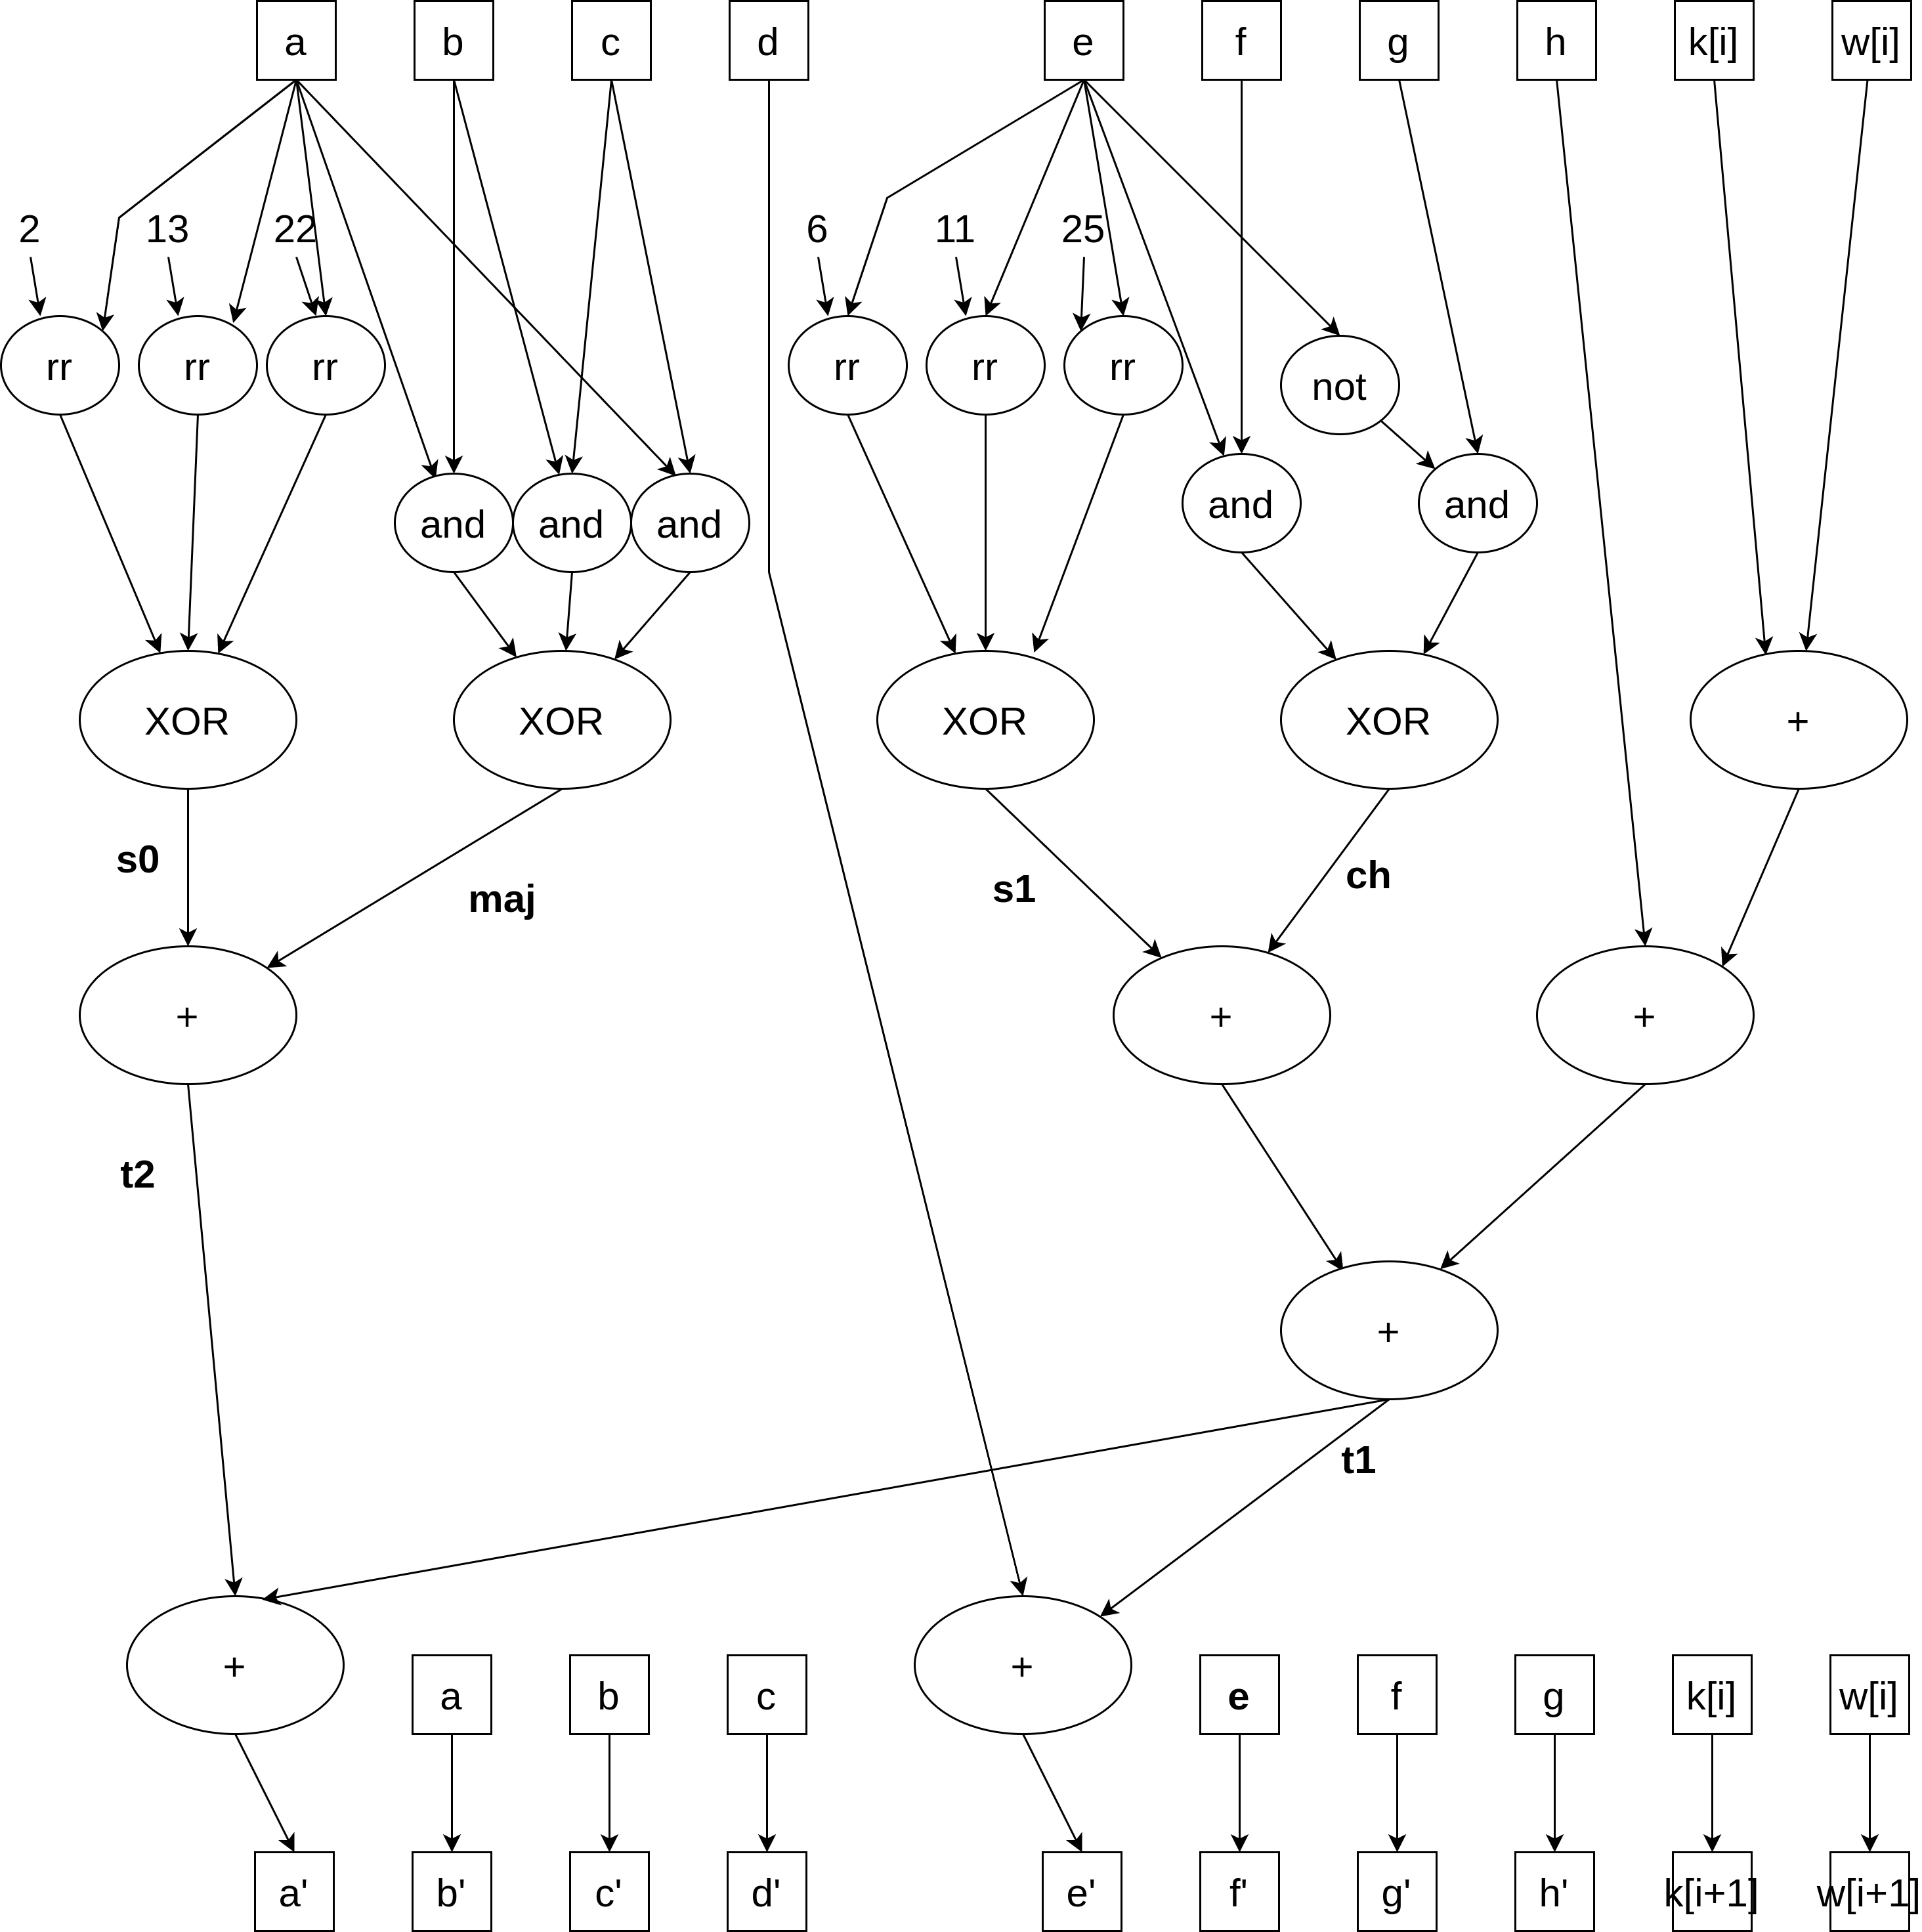 a b c d e f g h k[i] w[i]
2 13 22 6 11 25
rr rr rr rr rr rr not
and and and and and
XOR XOR XOR XOR +
s0 maj s1 ch
+ + +
t2
+
t1
+ +
a b c e f g k[i] w[i]
a' b' c' d' e' f' g' h' k[i+1] w[i+1]